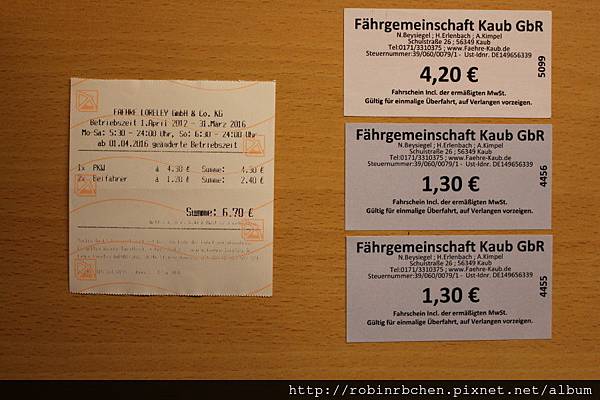 FAEHRE LORELEY GmbH & Co. KG
Betriebszeit 1.April 2012 - 31.März 2016
Mo-Sa: 5:30 - 24:00 Uhr, So: 6:30 - 24:00 Uhr
ab 01.04.2016 geänderte Betriebszeit
1x PKW á 4.30 € Summe: 4.30 €
2x Beifahrer á 1.20 € Summe: 2.40 €
Summe: 6.70 €
Fährgemeinschaft Kaub GbR
N.Beysiegel ; H.Erlenbach ; A.Kimpel
Schulstraße 26 ; 56349 Kaub
Tel:0171/3310375 ; www.Faehre-Kaub.de
Steuernummer:39/060/0079/1 - Ust-Idnr. DE149656339
4,20 €
5099
Fahrschein Incl. der ermäßigten MwSt.
Gültig für einmalige Überfahrt, auf Verlangen vorzeigen.
Fährgemeinschaft Kaub GbR
N.Beysiegel ; H.Erlenbach ; A.Kimpel
Schulstraße 26 ; 56349 Kaub
Tel:0171/3310375 ; www.Faehre-Kaub.de
Steuernummer:39/060/0079/1 - Ust-Idnr. DE149656339
1,30 €
4456
Fahrschein Incl. der ermäßigten MwSt.
Gültig für einmalige Überfahrt, auf Verlangen vorzeigen.
Fährgemeinschaft Kaub GbR
N.Beysiegel ; H.Erlenbach ; A.Kimpel
Schulstraße 26 ; 56349 Kaub
Tel:0171/3310375 ; www.Faehre-Kaub.de
Steuernummer:39/060/0079/1 - Ust-Idnr. DE149656339
1,30 €
4455
Fahrschein Incl. der ermäßigten MwSt.
Gültig für einmalige Überfahrt, auf Verlangen vorzeigen.
http://robinrbchen.pixnet.net/album